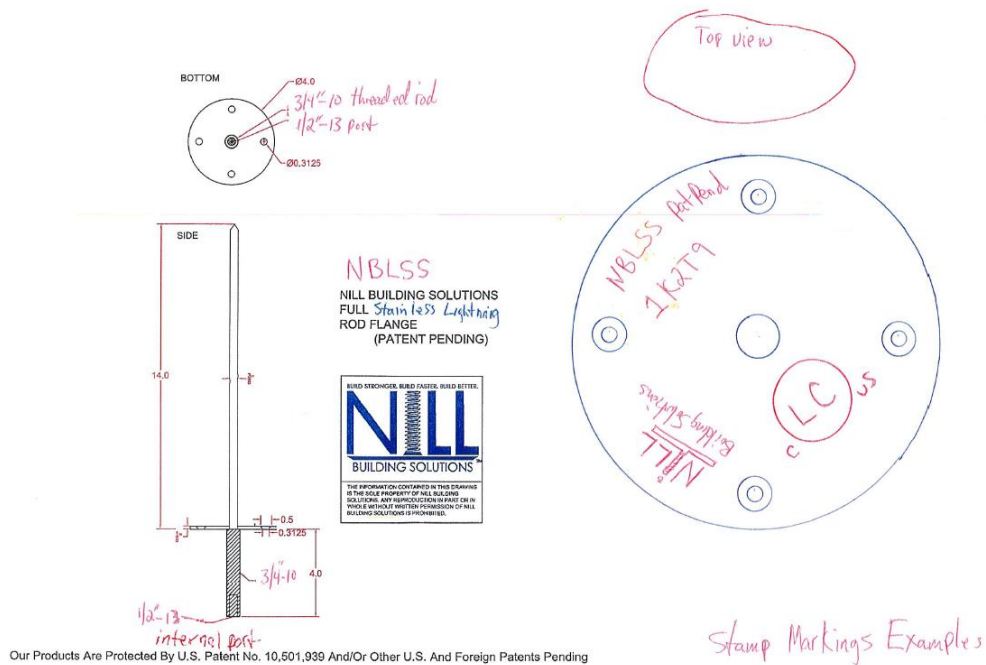 Top view
BOTTOM
Ø4.0
3/4"-10 threaded rod
1/2"-13 port
Ø0.3125
SIDE
14.0
NBLSS
NILL BUILDING SOLUTIONS
FULL Stainless Lightning
ROD FLANGE
(PATENT PENDING)
BUILD STRONGER. BUILD FASTER. BUILD BETTER.
NILL
BUILDING SOLUTIONS
THE INFORMATION CONTAINED IN THIS DRAWING
IS THE SOLE PROPERTY OF NILL BUILDING
SOLUTIONS. ANY REPRODUCTION IN PART OR IN
WHOLE WITHOUT WRITTEN PERMISSION OF NILL
BUILDING SOLUTIONS IS PROHIBITED.
0.5
0.3125
3/4"-10
4.0
1/2"-13
internal port
NBLSS Pat Pend
1K2T9
LC
C
US
NILL
Building Solutions
Stamp Markings Examples
Our Products Are Protected By U.S. Patent No. 10,501,939 And/Or Other U.S. And Foreign Patents Pending